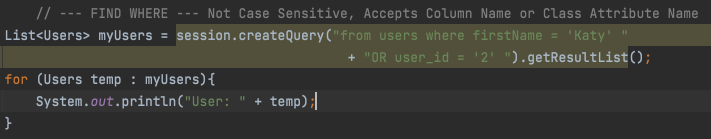 // --- FIND WHERE --- Not Case Sensitive, Accepts Column Name or Class Attribute Name
List<Users> myUsers = session.createQuery("from users where firstName = 'Katy' "
+ "OR user_id = '2' ").getResultList();
for (Users temp : myUsers){
System.out.println("User: " + temp);
}